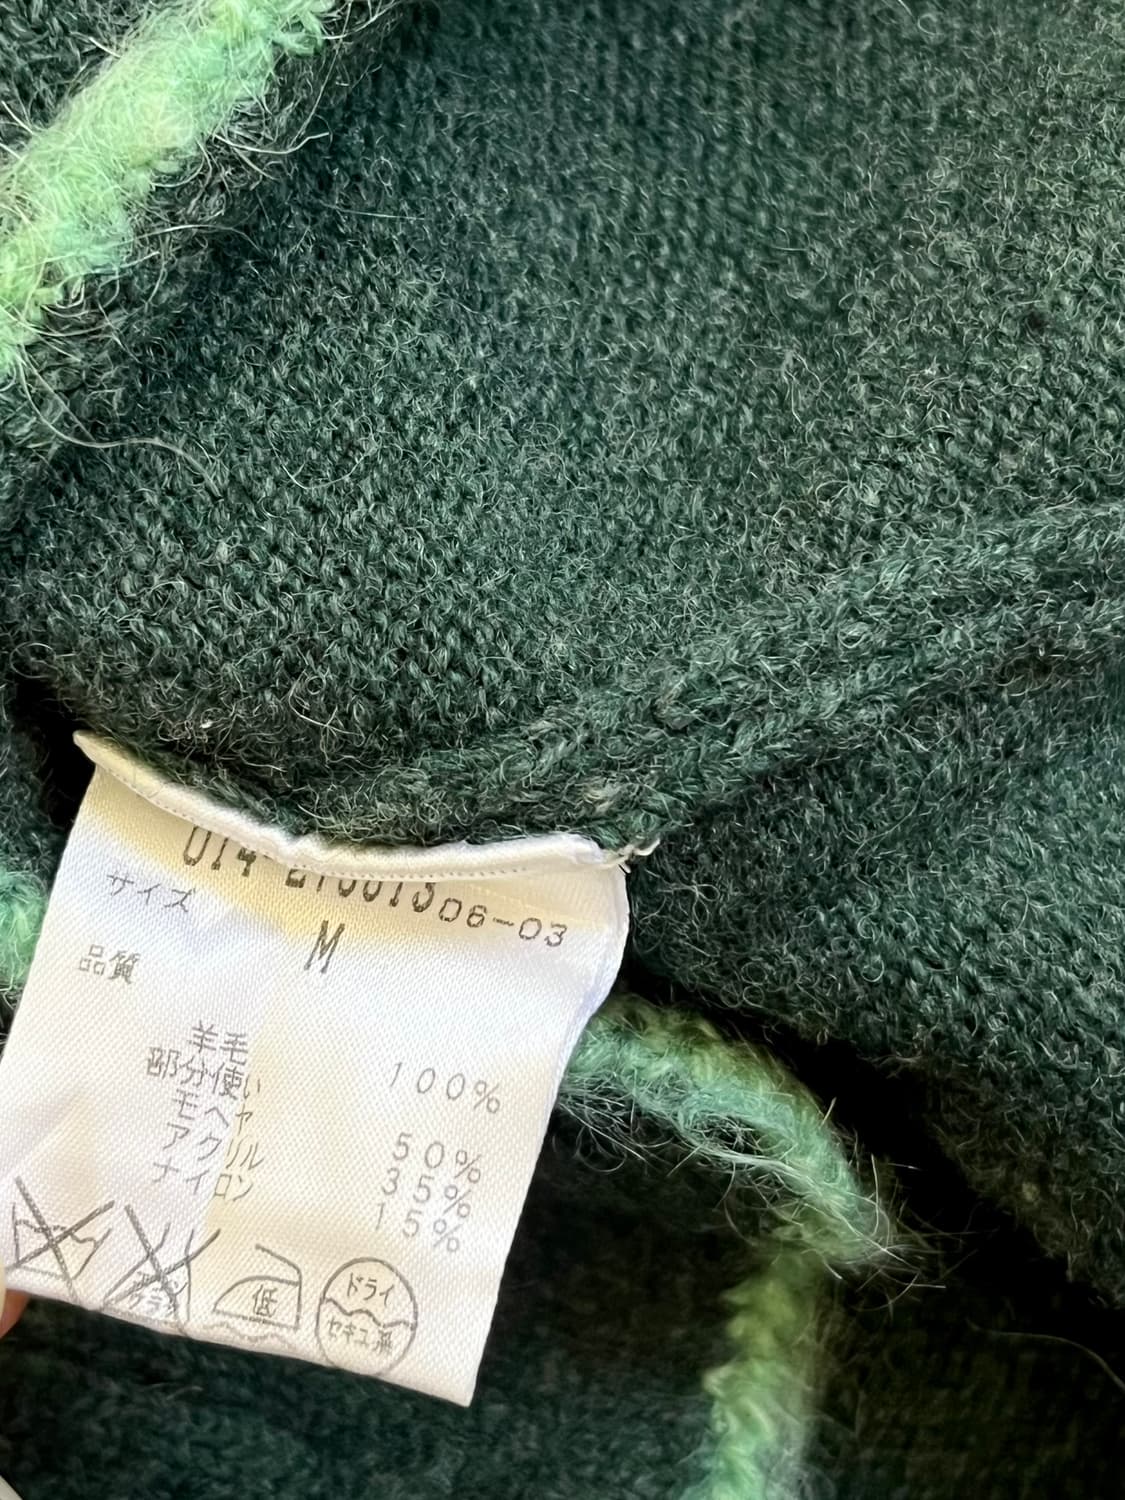 06-03
サイズ M
品質
羊毛 100%
部分使い
モヘヤ 50%
アクリル 35%
ナイロン 15%
低
ドライ
セキユ系